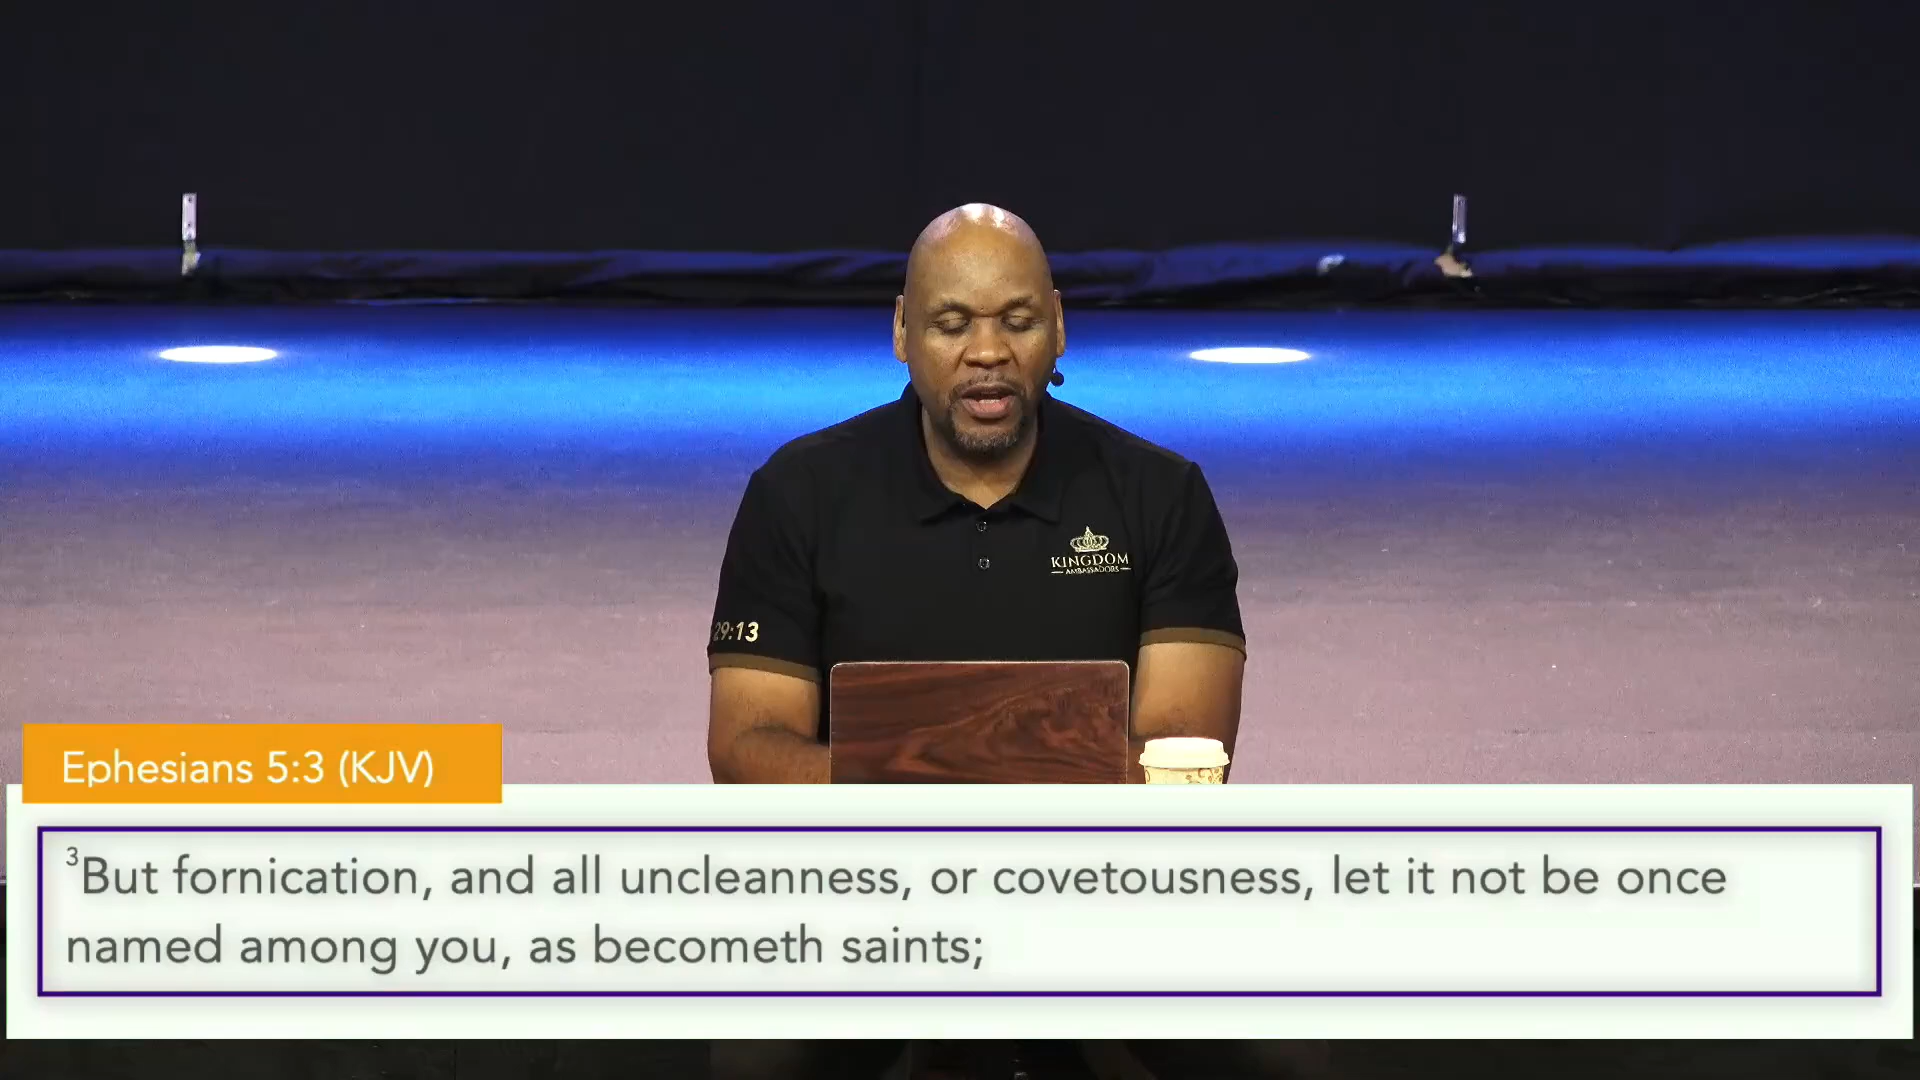 KINGDOM
AMBASSADORS
29:13
Ephesians 5:3 (KJV)
3But fornication, and all uncleanness, or covetousness, let it not be once
named among you, as becometh saints;